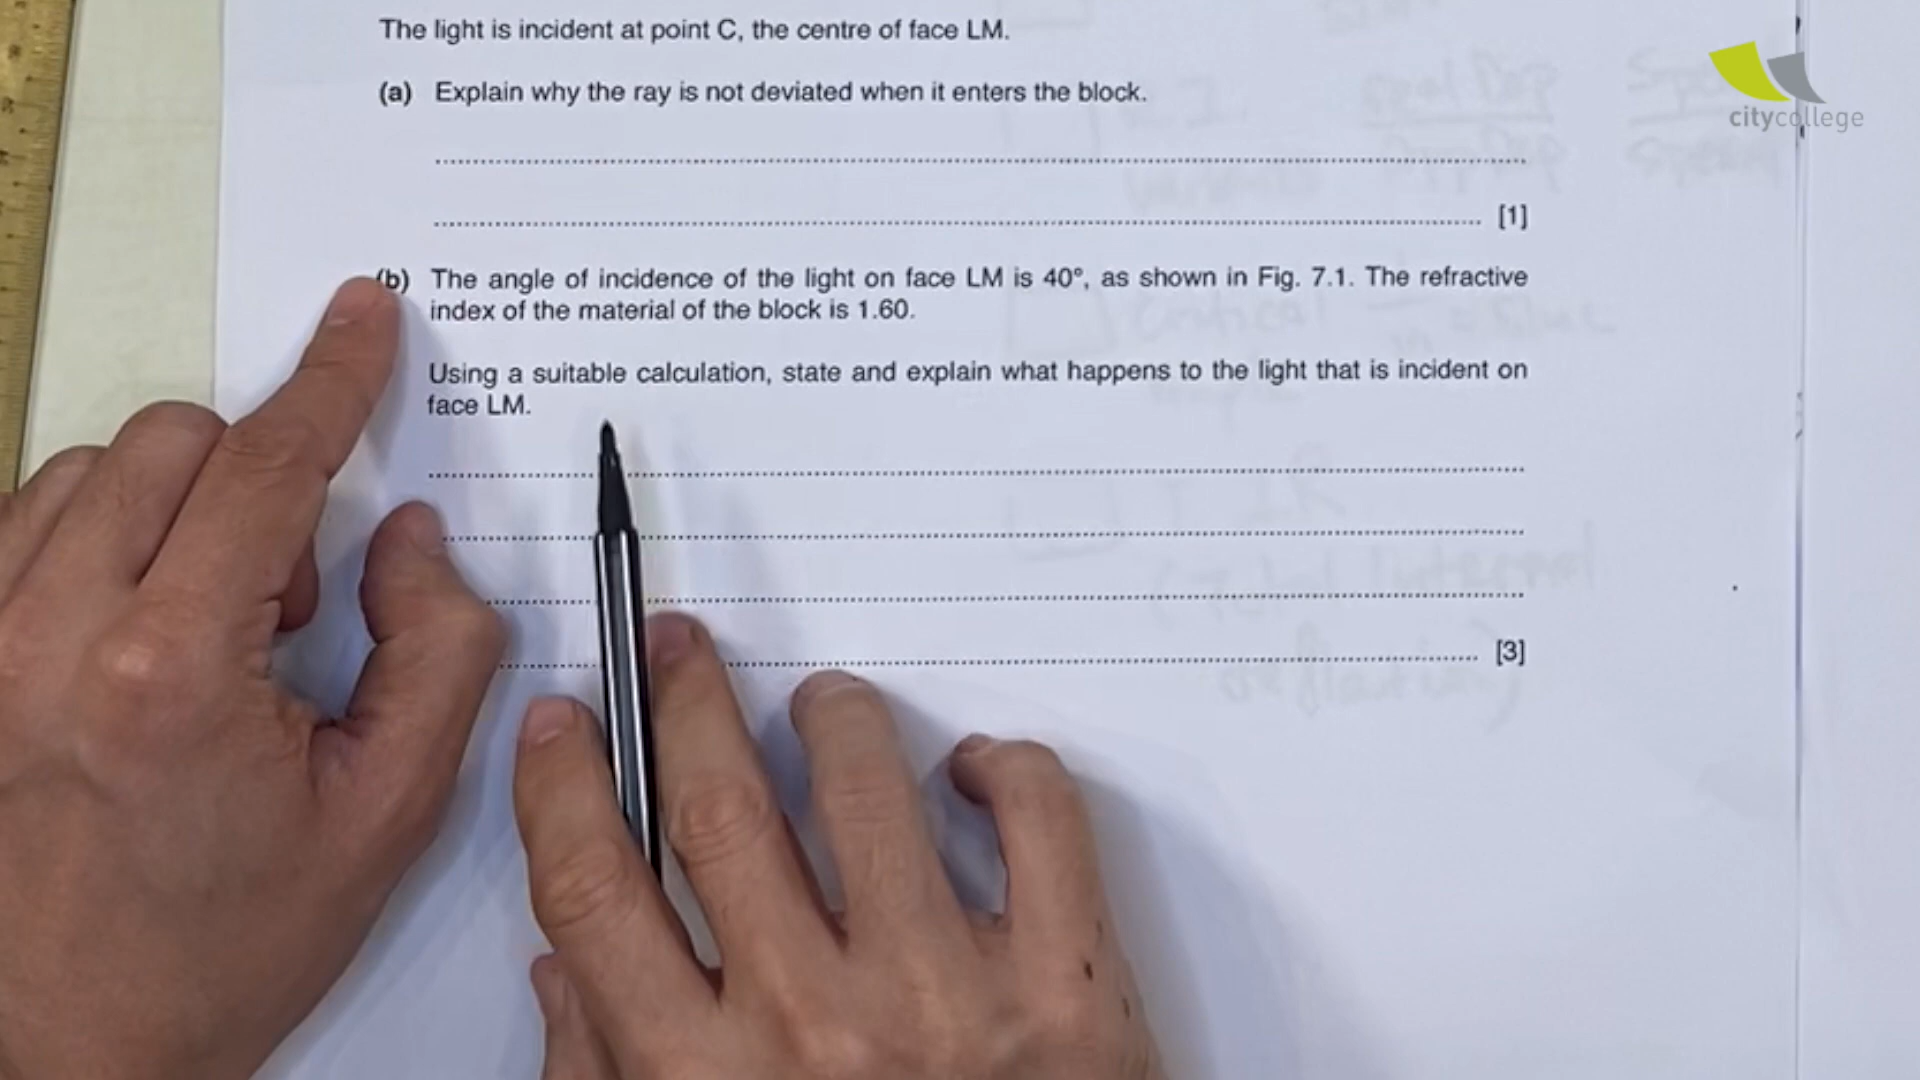 The light is incident at point C, the centre of face LM.
(a) Explain why the ray is not deviated when it enters the block.
[1]
(b) The angle of incidence of the light on face LM is 40°, as shown in Fig. 7.1. The refractive
index of the material of the block is 1.60.
Using a suitable calculation, state and explain what happens to the light that is incident on
face LM.
[3]
citycollege